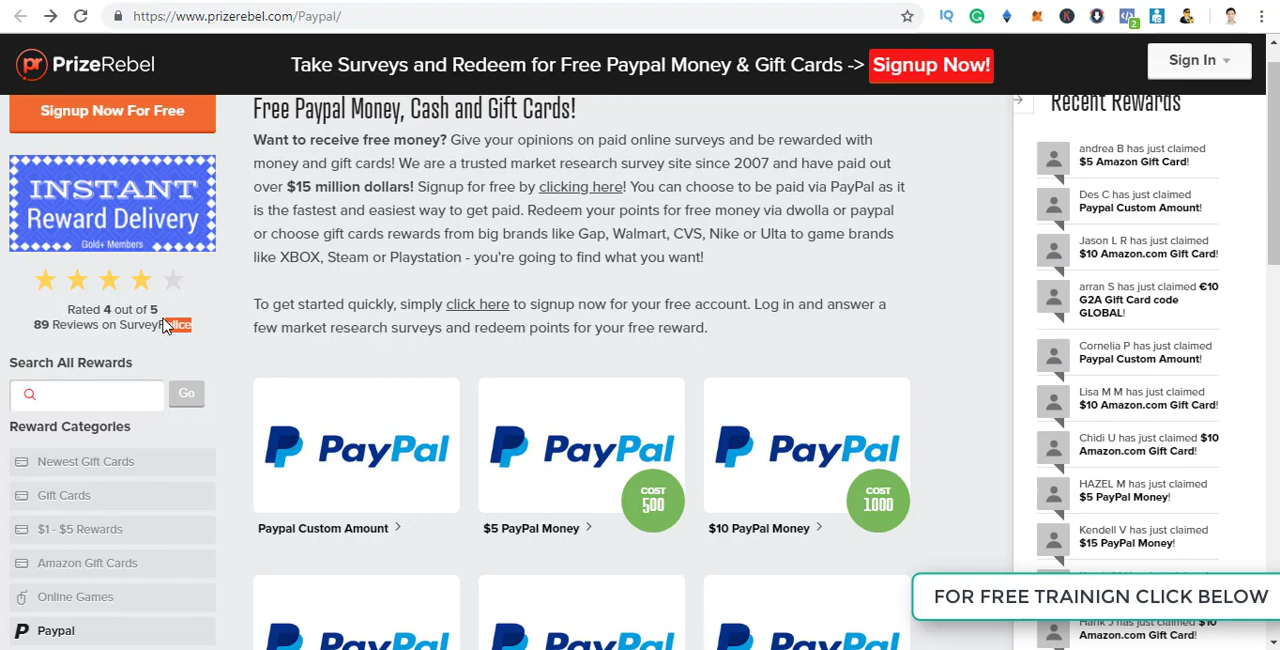 https://www.prizerebel.com/Paypal/
2
pr PrizeRebel
Take Surveys and Redeem for Free Paypal Money & Gift Cards -> Signup Now!
Sign In
Signup Now For Free
INSTANT
Reward Delivery
Gold+ Members
Rated 4 out of 5
89 Reviews on SurveyPolice
Search All Rewards
Go
Reward Categories
Newest Gift Cards
Gift Cards
$1 - $5 Rewards
Amazon Gift Cards
Online Games
Paypal
Free Paypal Money, Cash and Gift Cards!
Want to receive free money? Give your opinions on paid online surveys and be rewarded with
money and gift cards! We are a trusted market research survey site since 2007 and have paid out
over $15 million dollars! Signup for free by clicking here! You can choose to be paid via PayPal as it
is the fastest and easiest way to get paid. Redeem your points for free money via dwolla or paypal
or choose gift cards rewards from big brands like Gap, Walmart, CVS, Nike or Ulta to game brands
like XBOX, Steam or Playstation - you're going to find what you want!
To get started quickly, simply click here to signup now for your free account. Log in and answer a
few market research surveys and redeem points for your free reward.
PayPal
Paypal Custom Amount
PayPal
COST
500
$5 PayPal Money
PayPal
COST
1000
$10 PayPal Money
PayPal
PayPal
PayPal
Recent Rewards
andrea B has just claimed
$5 Amazon Gift Card!
Des C has just claimed
Paypal Custom Amount!
Jason L R has just claimed
$10 Amazon.com Gift Card!
arran S has just claimed €10
G2A Gift Card code
GLOBAL!
Cornelia P has just claimed
Paypal Custom Amount!
Lisa M M has just claimed
$10 Amazon.com Gift Card!
Chidi U has just claimed $10
Amazon.com Gift Card!
HAZEL M has just claimed
$5 PayPal Money!
Kendell V has just claimed
$15 PayPal Money!
FOR FREE TRAINIGN CLICK BELOW
Hank J has just claimed $10
Amazon.com Gift Card!